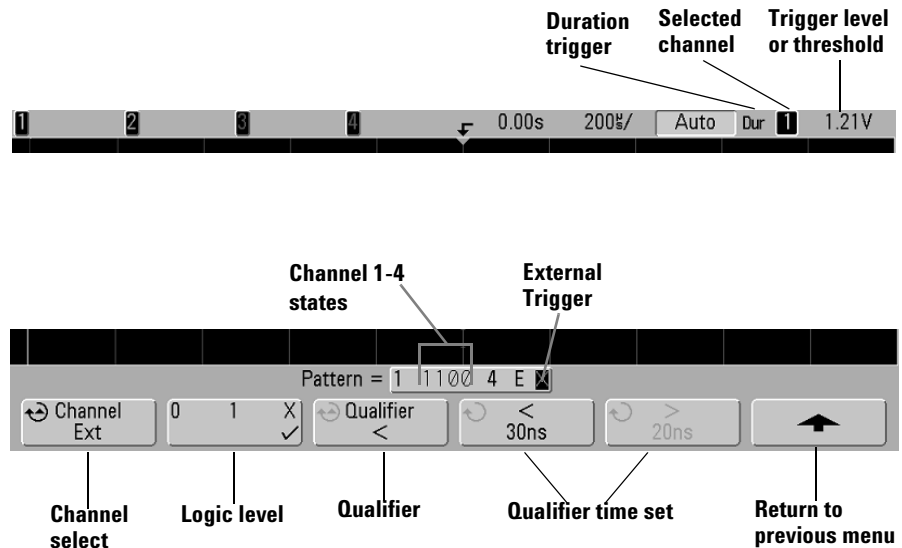 Duration trigger
Selected channel
Trigger level or threshold
1 2 3 4 0.00s 200㎲/ Auto Dur 1 1.21V
Channel 1-4 states
External Trigger
Pattern = 1 1100 4 E X
Channel Ext
0 1 X ✓
Qualifier <
< 30ns
> 20ns
Channel select
Logic level
Qualifier
Qualifier time set
Return to previous menu